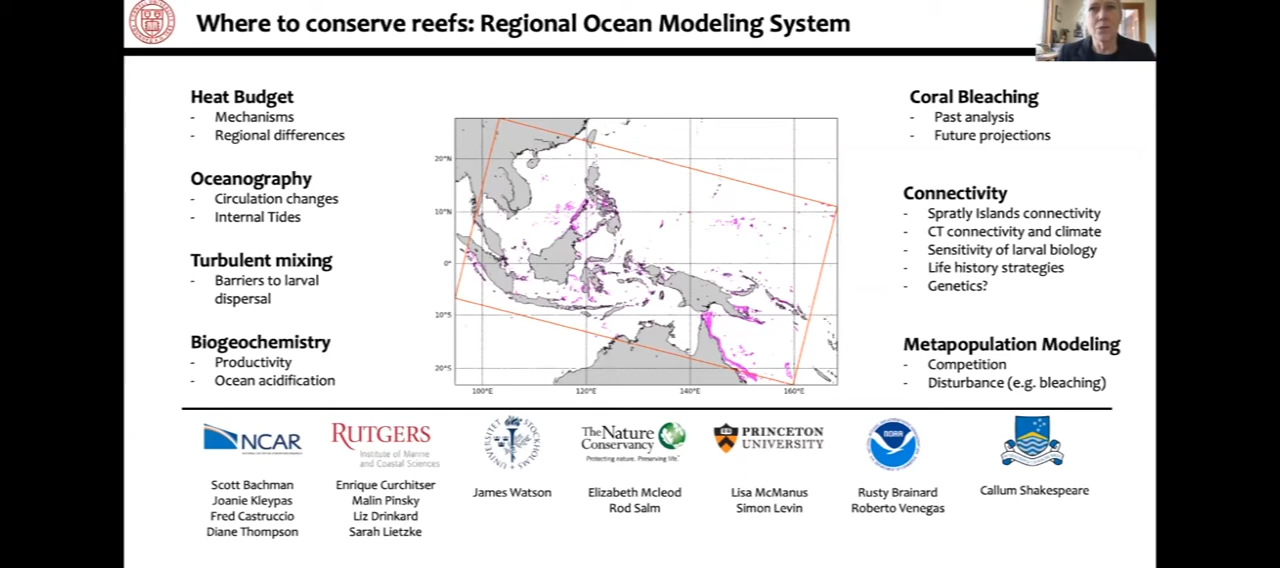 Where to conserve reefs: Regional Ocean Modeling System
Heat Budget
- Mechanisms
- Regional differences
Oceanography
- Circulation changes
- Internal Tides
Turbulent mixing
- Barriers to larval
dispersal
Biogeochemistry
- Productivity
- Ocean acidification
20°N
10°N
0°
10°S
20°S
100°E
120°E
140°E
160°E
Coral Bleaching
- Past analysis
- Future projections
Connectivity
- Spratly Islands connectivity
- CT connectivity and climate
- Sensitivity of larval biology
- Life history strategies
- Genetics?
Metapopulation Modeling
- Competition
- Disturbance (e.g. bleaching)
NCAR
Scott Bachman
Joanie Kleypas
Fred Castruccio
Diane Thompson
RUTGERS
Institute of Marine
and Coastal Sciences
Enrique Curchitser
Malin Pinsky
Liz Drinkard
Sarah Lietzke
James Watson
The Nature
Conservancy
Protecting nature. Preserving life.
Elizabeth Mcleod
Rod Salm
PRINCETON
UNIVERSITY
Lisa McManus
Simon Levin
NOAA
Rusty Brainard
Roberto Venegas
Callum Shakespeare